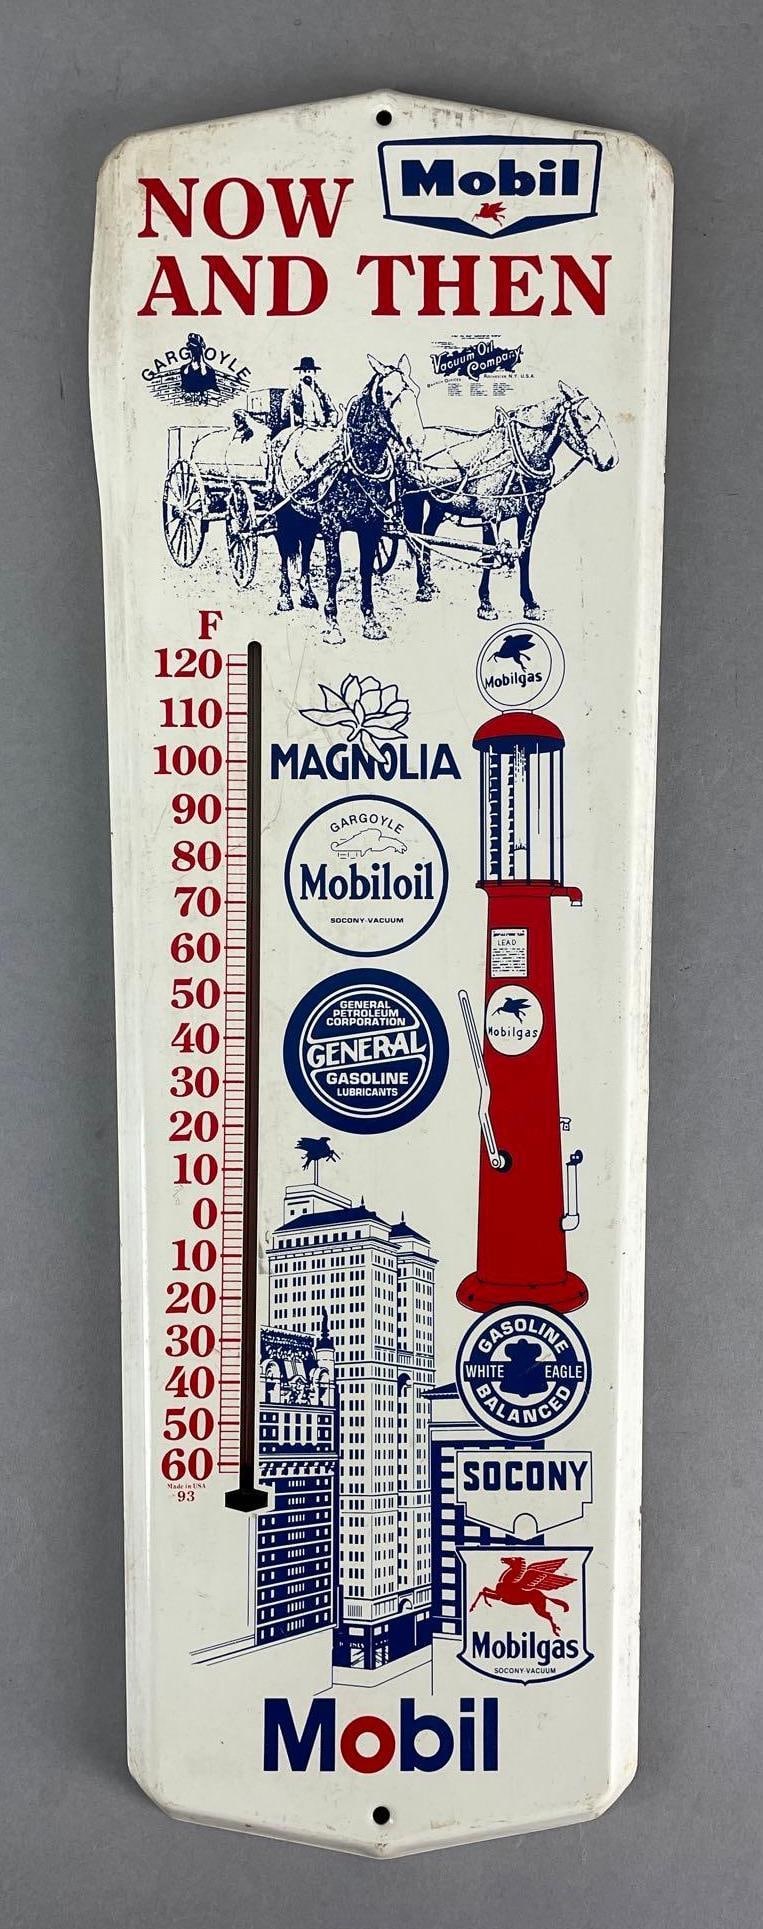 NOW
Mobil
AND THEN
GARGOYLE
Vacuum Oil
Company
ROCHESTER N.Y. U.S.A.
F
120
110
100
90
80
70
60
50
40
30
20
10
0
10
20
30
40
50
60
Made in USA
93
Mobilgas
MAGNOLIA
GARGOYLE
Mobiloil
SOCONY-VACUUM
LEAD
Mobilgas
GENERAL
PETROLEUM
CORPORATION
GENERAL
GASOLINE
LUBRICANTS
GASOLINE
WHITE EAGLE
BALANCED
SOCONY
Mobilgas
SOCONY-VACUUM
Mobil